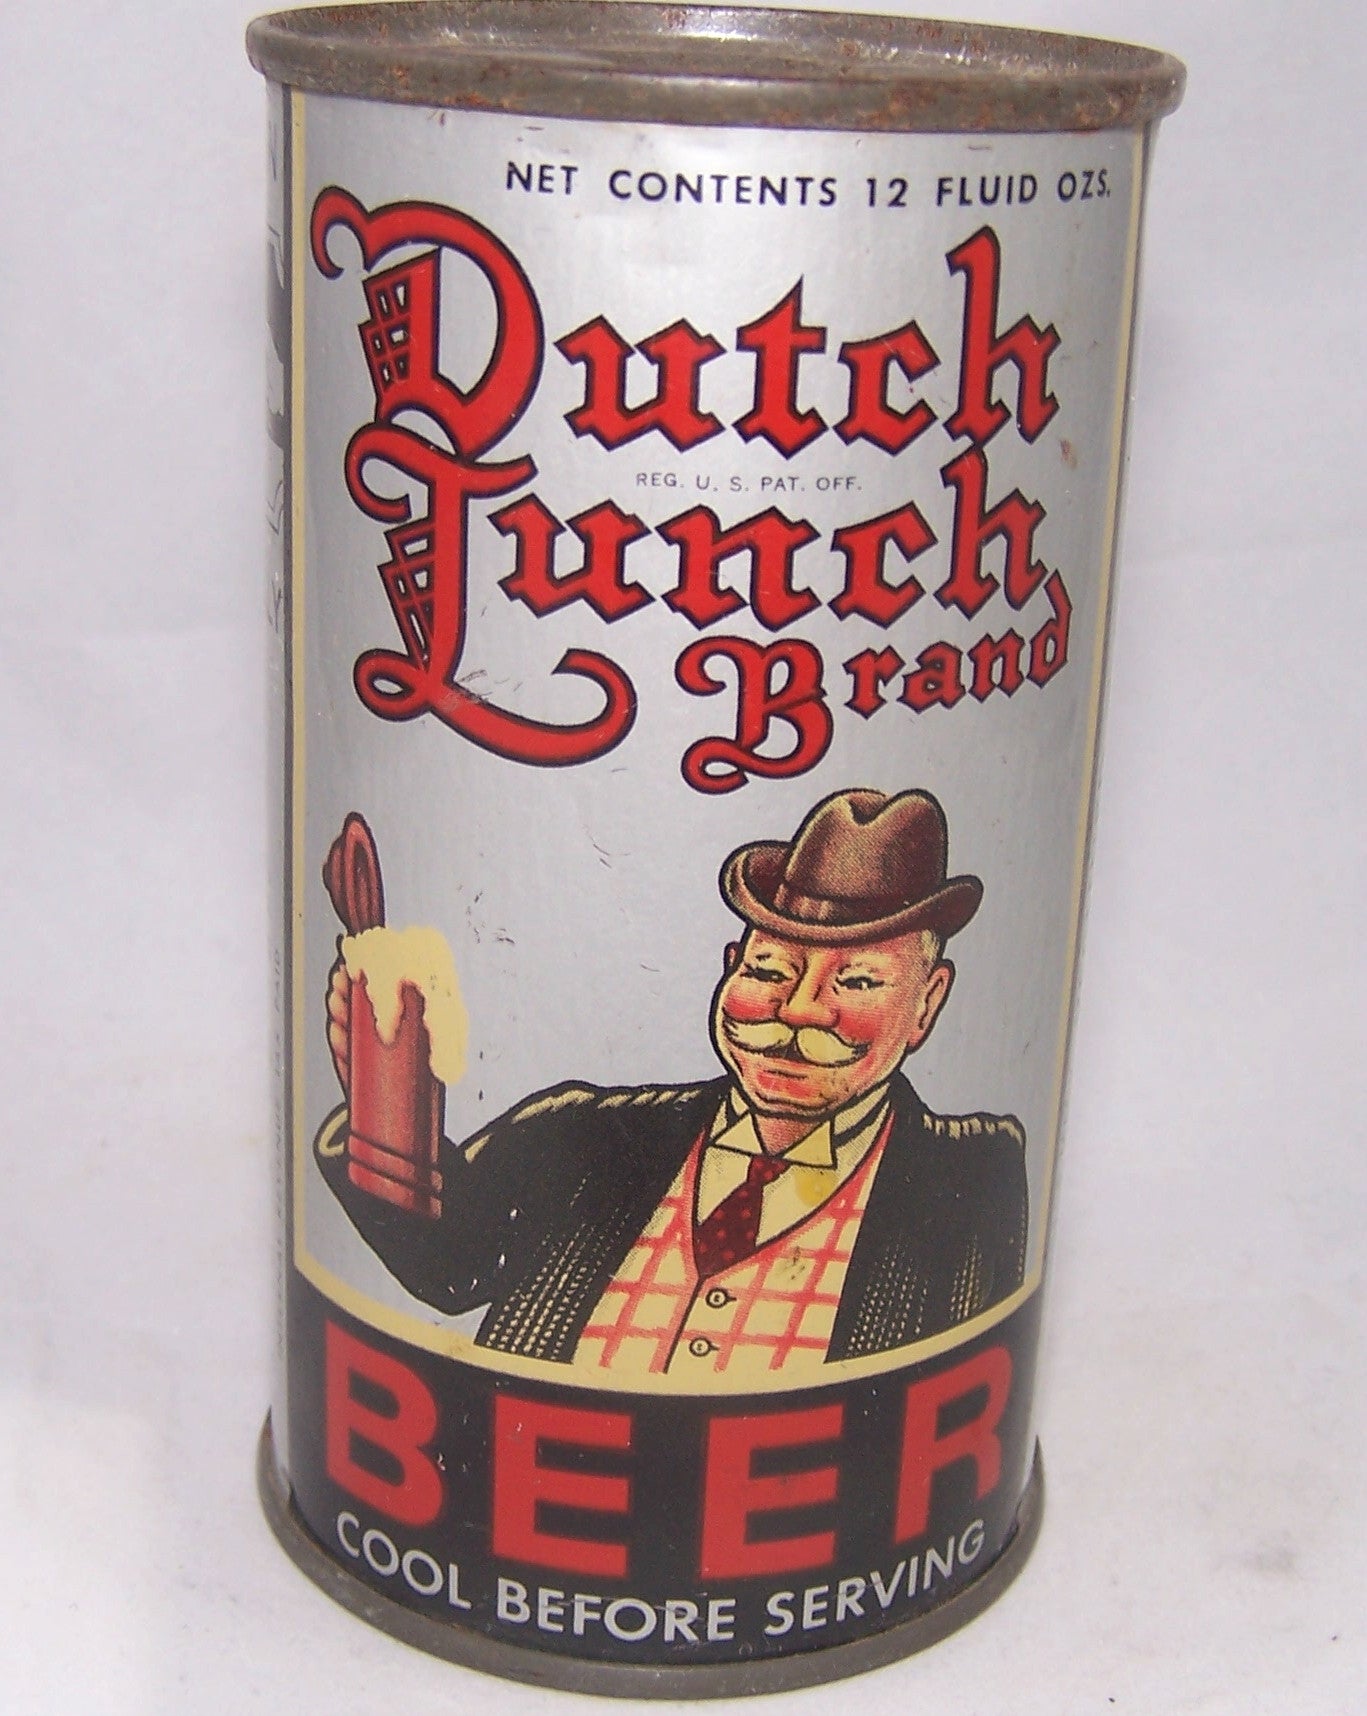 NET CONTENTS 12 FLUID OZS.
Dutch
REG. U. S. PAT. OFF.
Lunch
Brand
BEER
COOL BEFORE SERVING